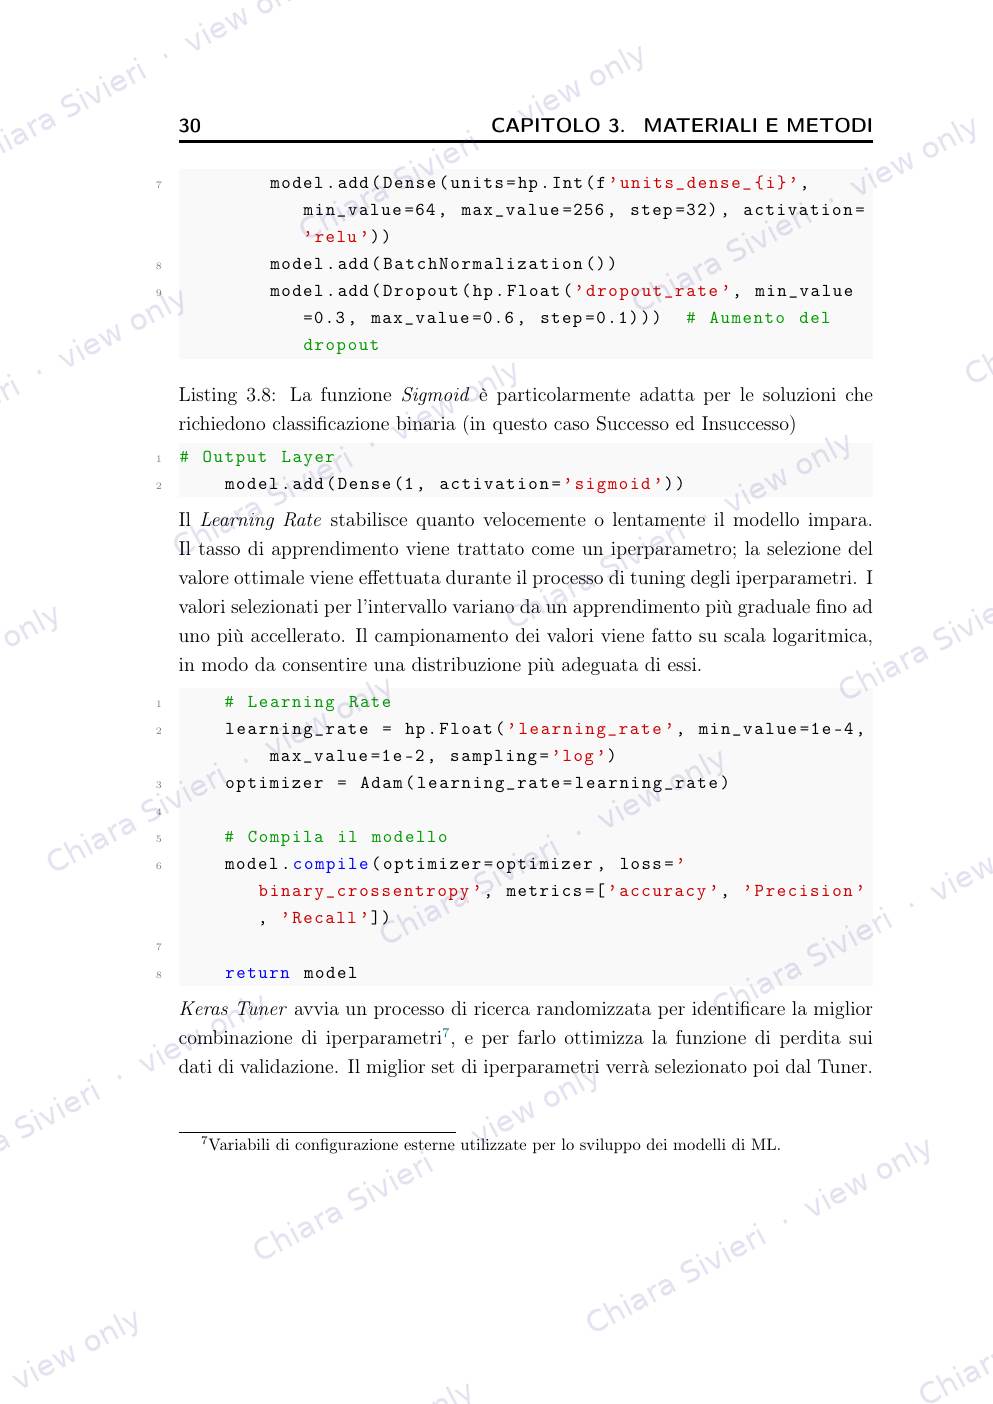 30 CAPITOLO 3. MATERIALI E METODI
7 model.add(Dense(units=hp.Int(f'units_dense_{i}',
min_value=64, max_value=256, step=32), activation=
'relu'))
8 model.add(BatchNormalization())
9 model.add(Dropout(hp.Float('dropout_rate', min_value
=0.3, max_value=0.6, step=0.1))) # Aumento del
dropout
Listing 3.8: La funzione Sigmoid è particolarmente adatta per le soluzioni che
richiedono classificazione binaria (in questo caso Successo ed Insuccesso)
1 # Output Layer
2 model.add(Dense(1, activation='sigmoid'))
Il Learning Rate stabilisce quanto velocemente o lentamente il modello impara.
Il tasso di apprendimento viene trattato come un iperparametro; la selezione del
valore ottimale viene effettuata durante il processo di tuning degli iperparametri. I
valori selezionati per l'intervallo variano da un apprendimento più graduale fino ad
uno più accellerato. Il campionamento dei valori viene fatto su scala logaritmica,
in modo da consentire una distribuzione più adeguata di essi.
1 # Learning Rate
2 learning_rate = hp.Float('learning_rate', min_value=1e-4,
max_value=1e-2, sampling='log')
3 optimizer = Adam(learning_rate=learning_rate)
4
5 # Compila il modello
6 model.compile(optimizer=optimizer, loss='
binary_crossentropy', metrics=['accuracy', 'Precision'
, 'Recall'])
7
8 return model
Keras Tuner avvia un processo di ricerca randomizzata per identificare la miglior
combinazione di iperparametri7, e per farlo ottimizza la funzione di perdita sui
dati di validazione. Il miglior set di iperparametri verrà selezionato poi dal Tuner.
7Variabili di configurazione esterne utilizzate per lo sviluppo dei modelli di ML.
Chiara Sivieri · view only